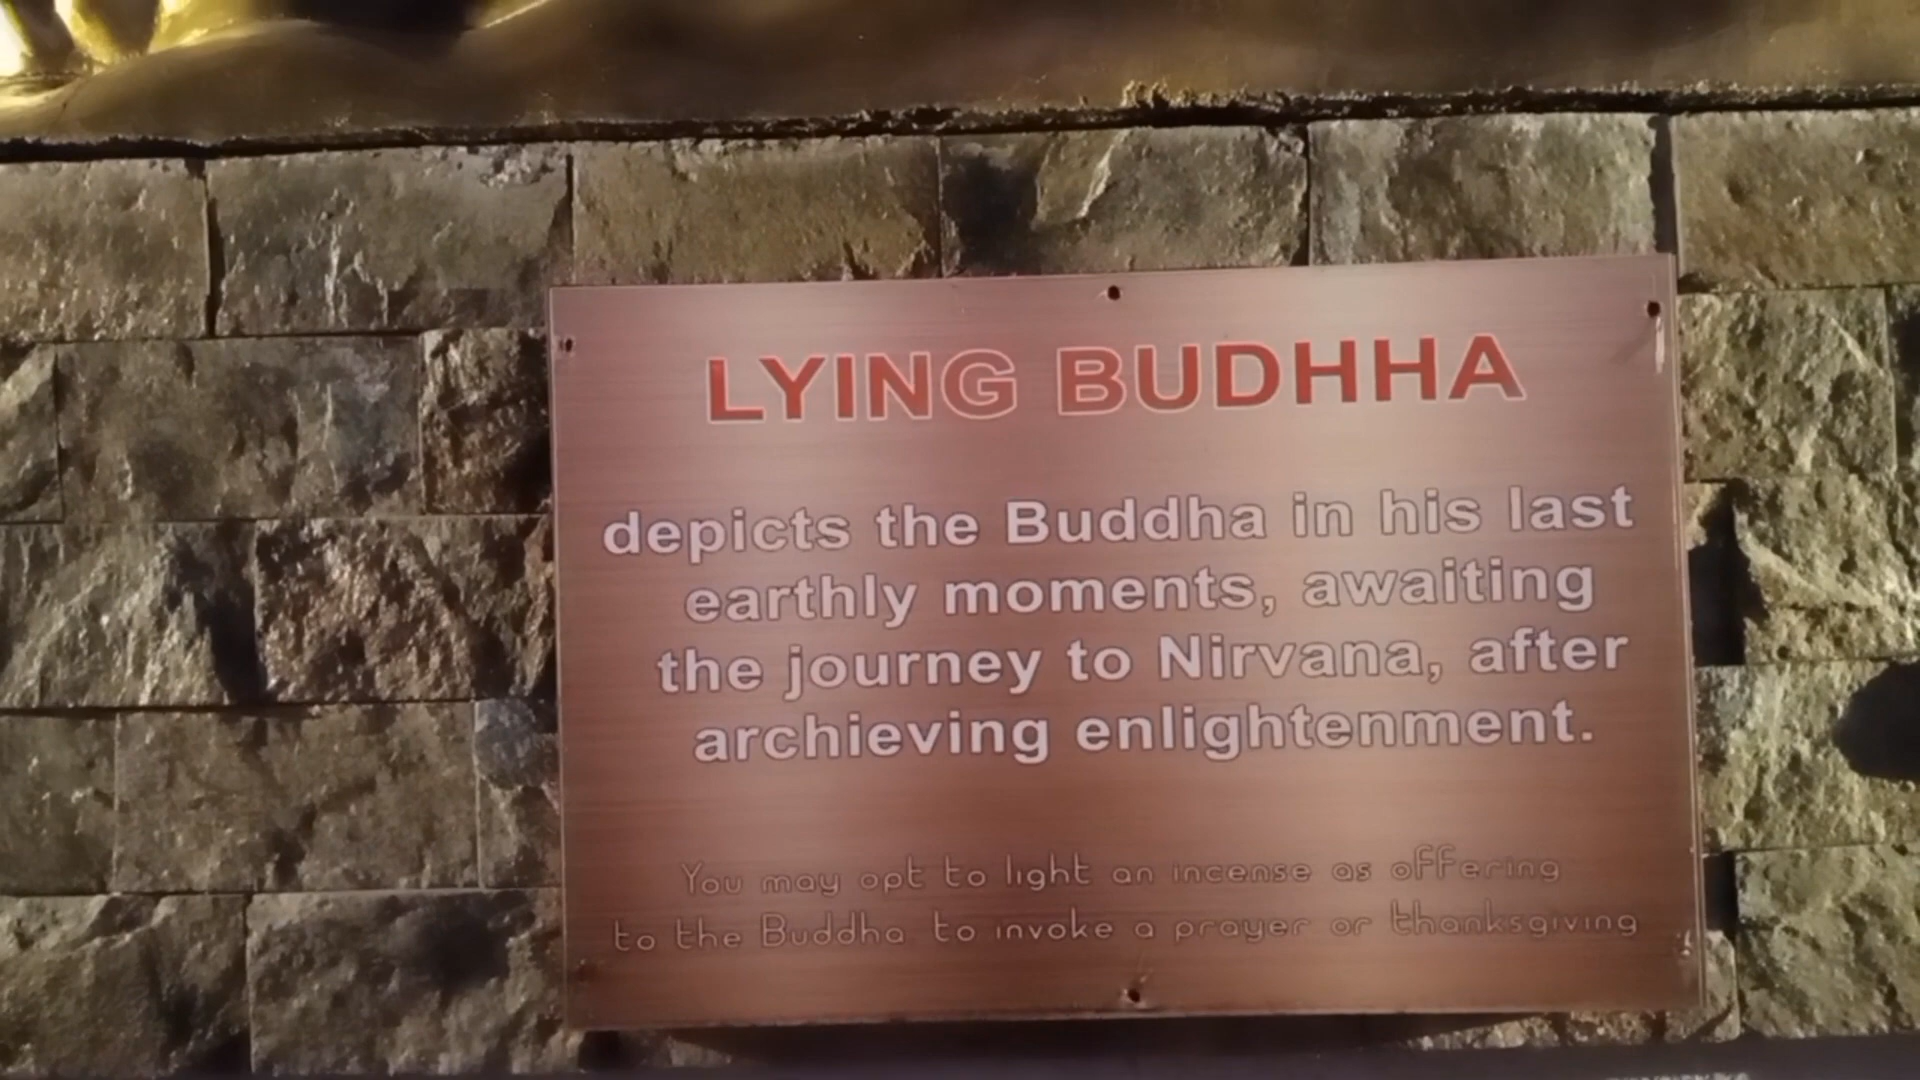 LYING BUDHHA
depicts the Buddha in his last
earthly moments, awaiting
the journey to Nirvana, after
archieving enlightenment.
You may opt to light an incense as offering
to the Buddha to invoke a prayer or thanksgiving